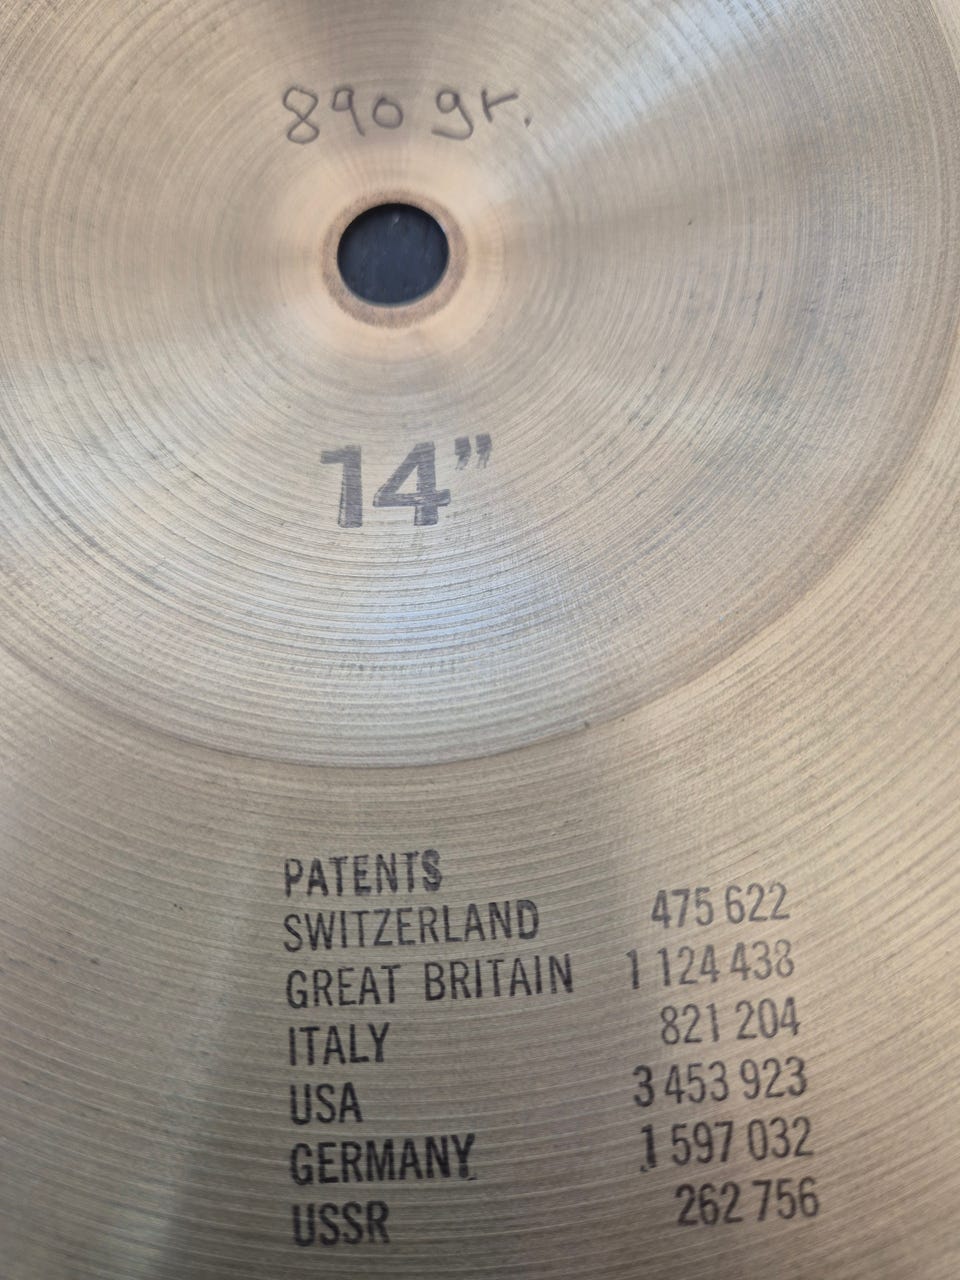 890 gr.
14"
PATENTS
SWITZERLAND 475 622
GREAT BRITAIN 1 124 438
ITALY 821 204
USA 3 453 923
GERMANY 1 597 032
USSR 262 756